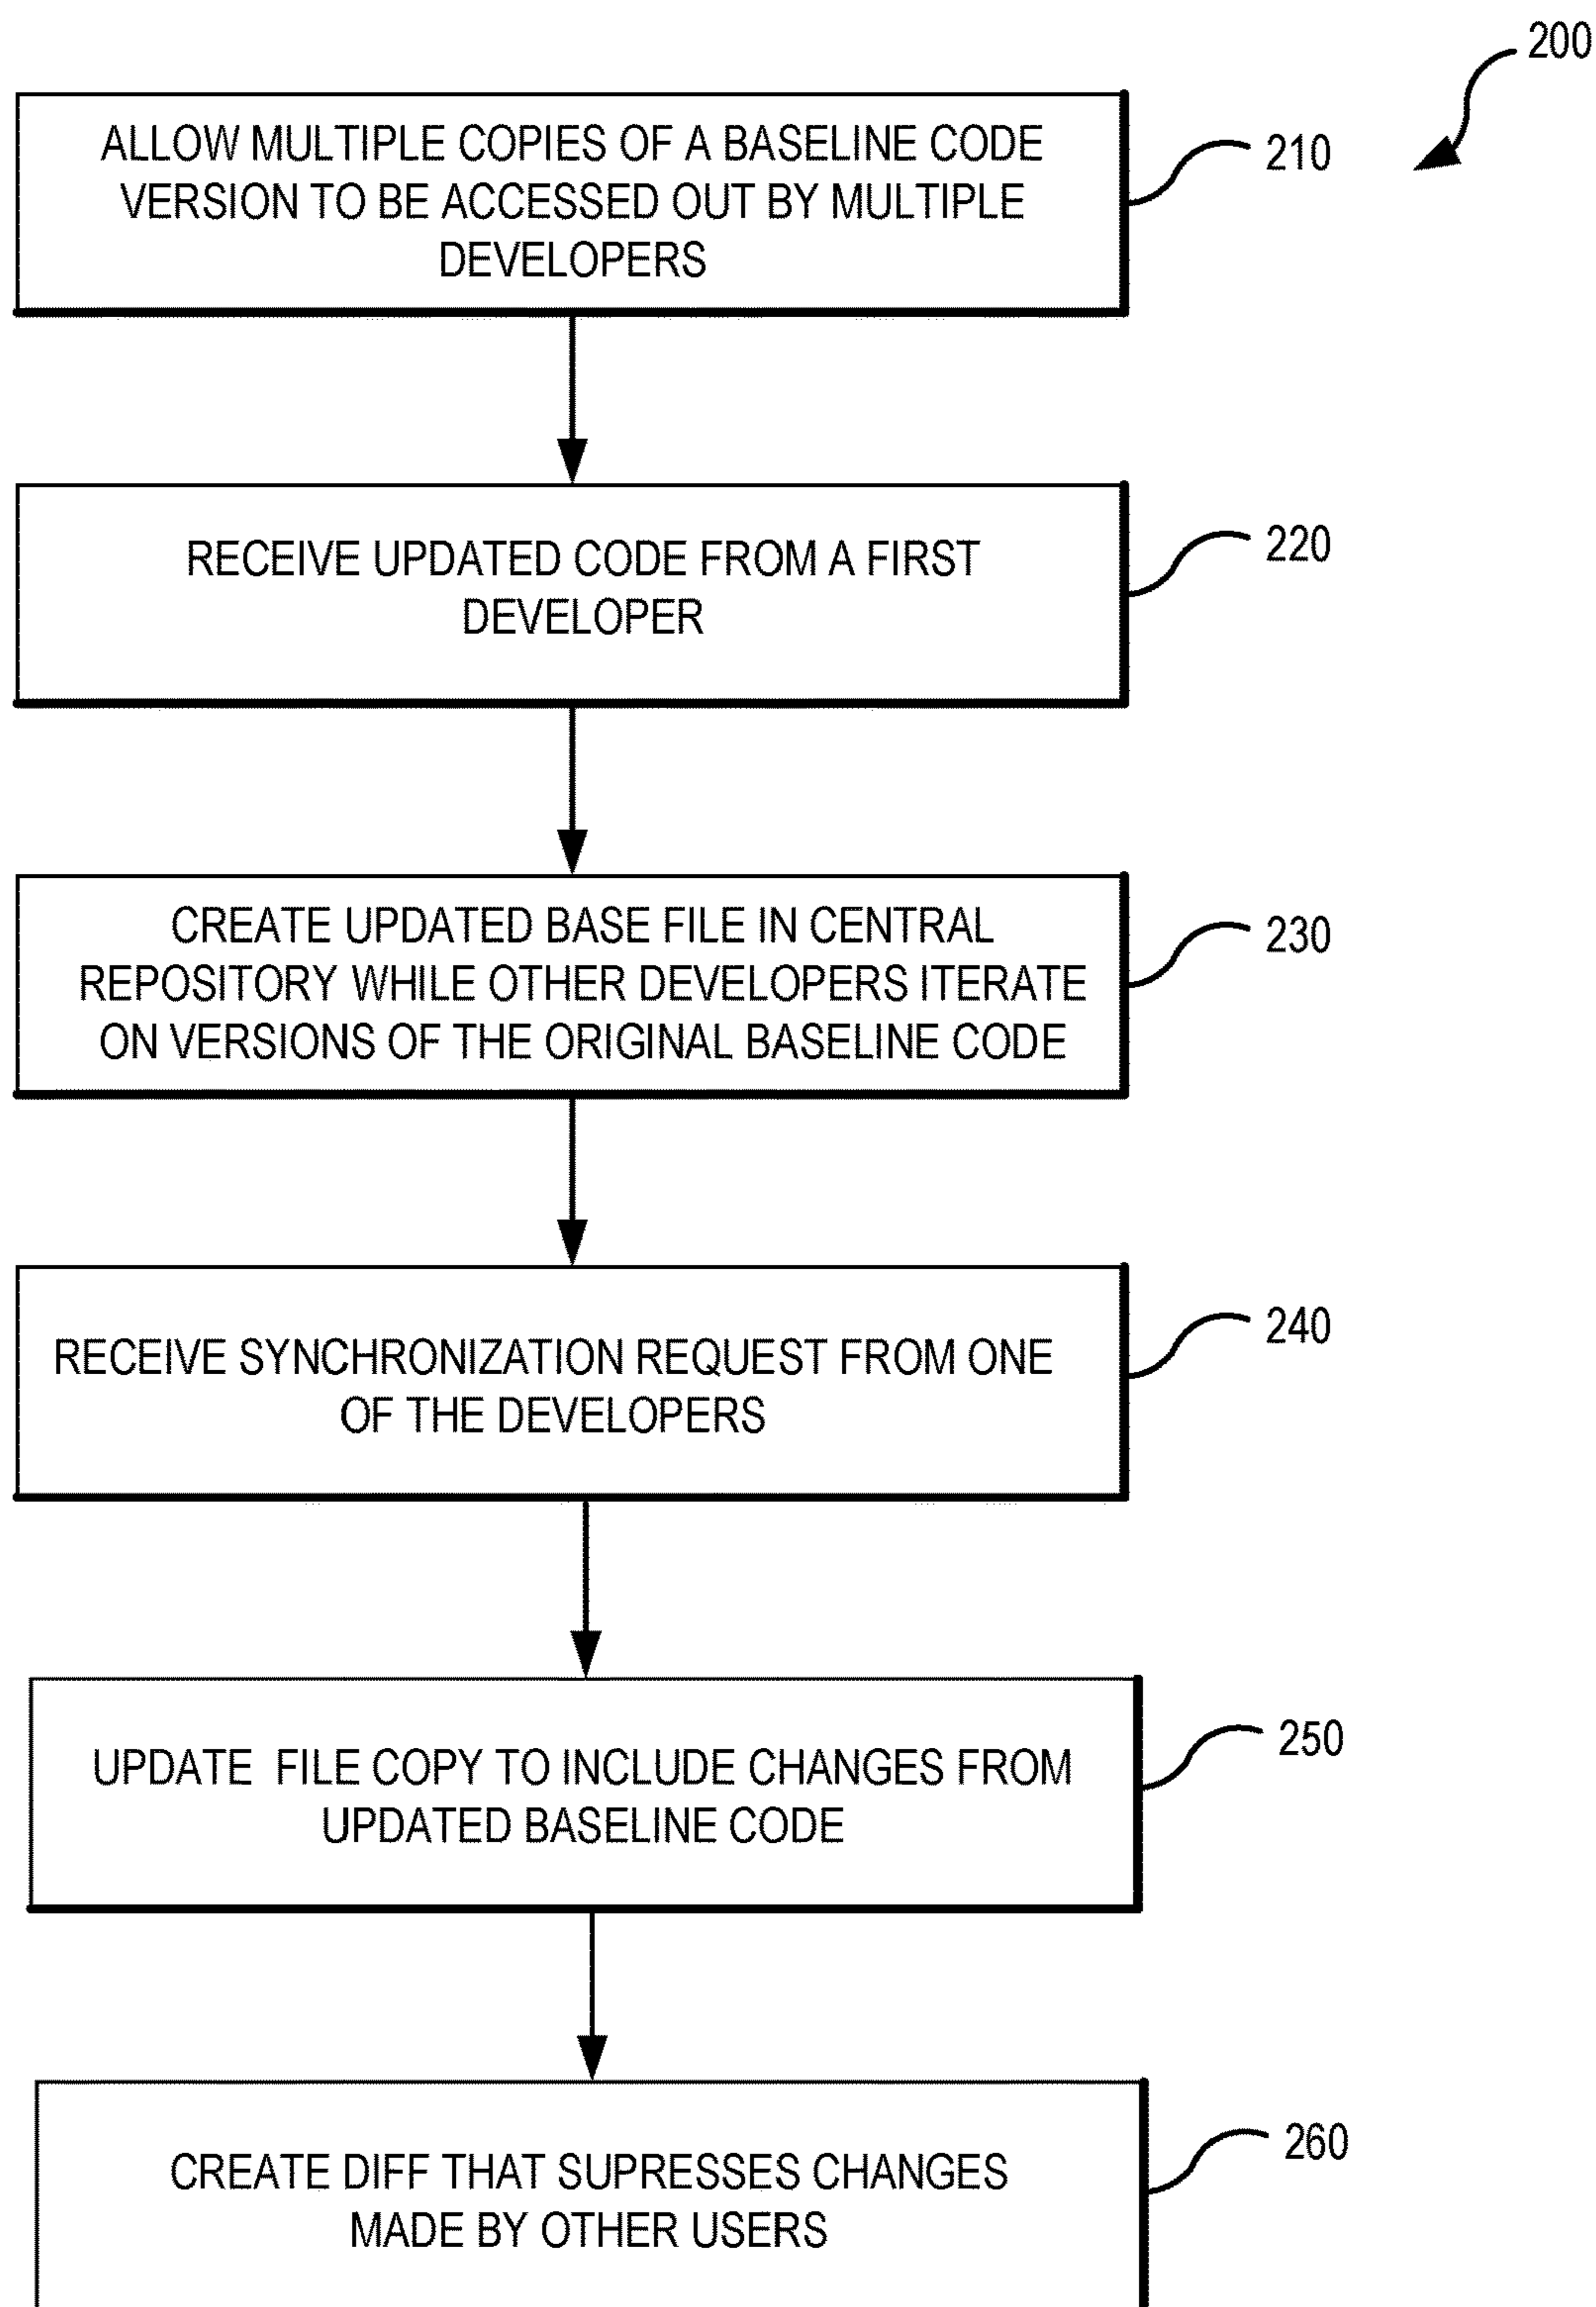 200
ALLOW MULTIPLE COPIES OF A BASELINE CODE
VERSION TO BE ACCESSED OUT BY MULTIPLE
DEVELOPERS
210
RECEIVE UPDATED CODE FROM A FIRST
DEVELOPER
220
CREATE UPDATED BASE FILE IN CENTRAL
REPOSITORY WHILE OTHER DEVELOPERS ITERATE
ON VERSIONS OF THE ORIGINAL BASELINE CODE
230
RECEIVE SYNCHRONIZATION REQUEST FROM ONE
OF THE DEVELOPERS
240
UPDATE FILE COPY TO INCLUDE CHANGES FROM
UPDATED BASELINE CODE
250
CREATE DIFF THAT SUPRESSES CHANGES
MADE BY OTHER USERS
260